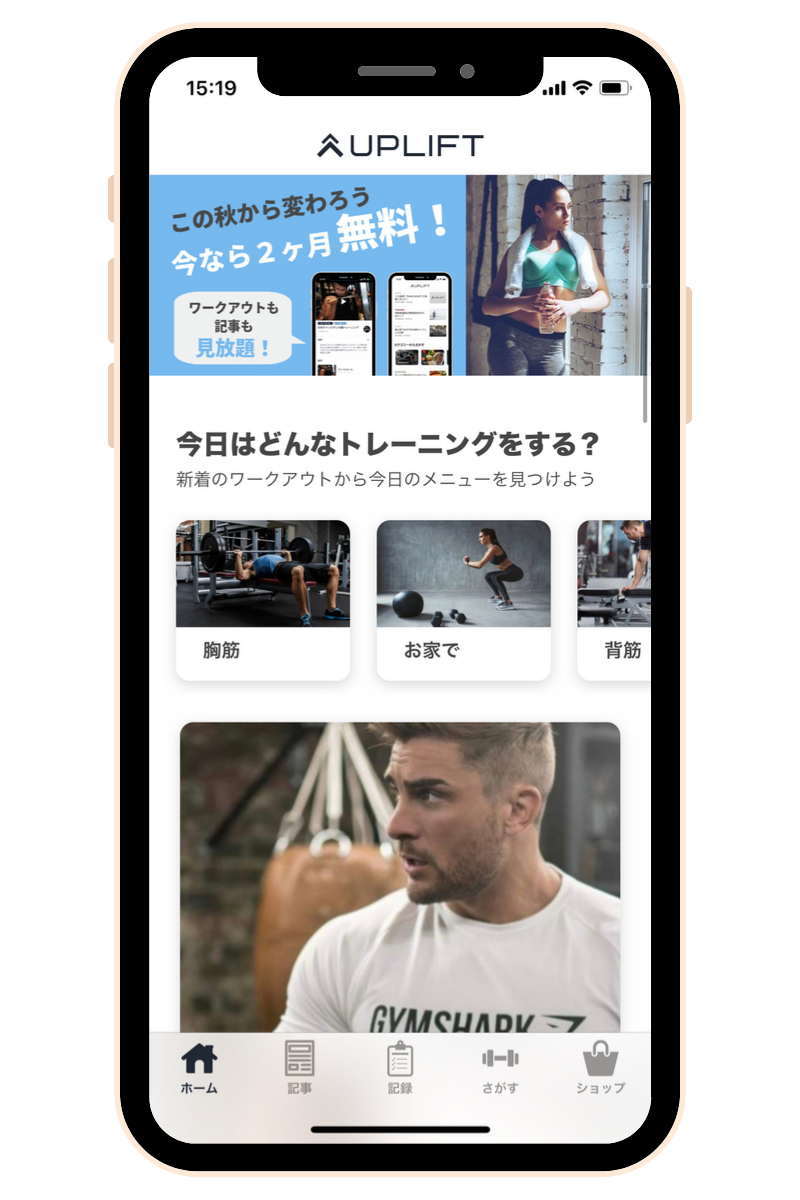 15:19
UPLIFT
この秋から変わろう
今なら2ヶ月無料！
ワークアウトも
記事も
見放題！
今日はどんなトレーニングをする？
新着のワークアウトから今日のメニューを見つけよう
胸筋
お家で
背筋
GYMSHARK
ホーム
記事
記録
さがす
ショップ